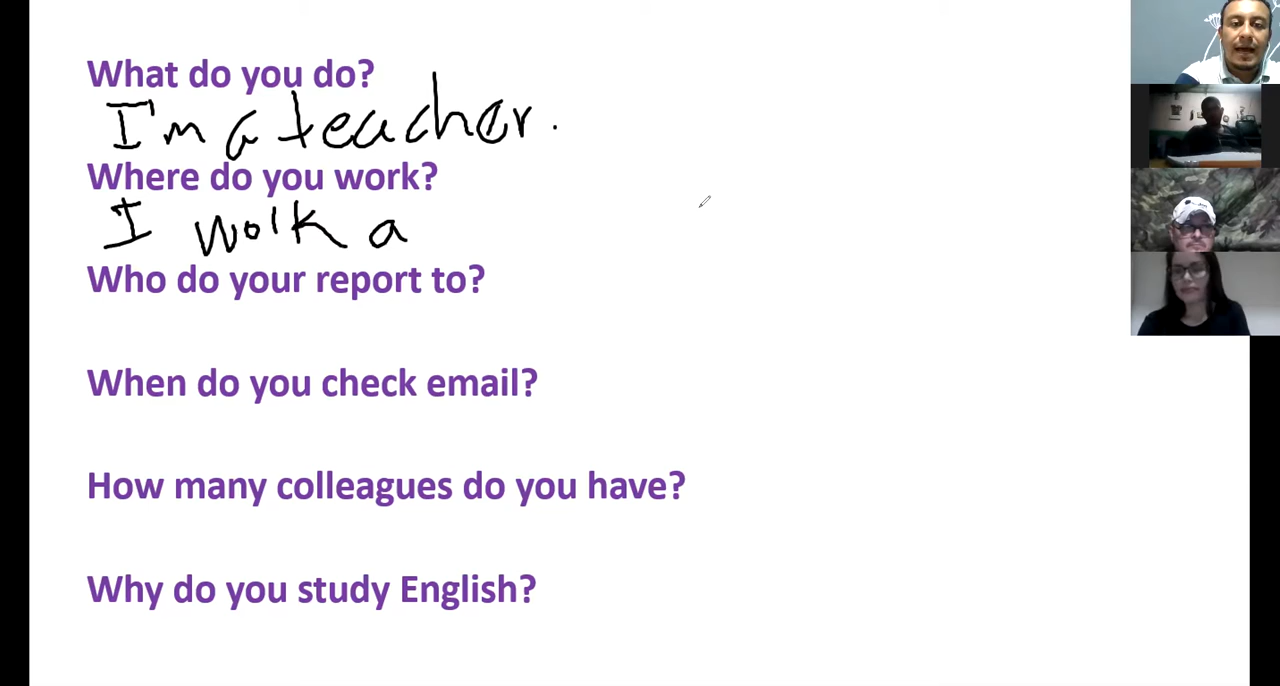 What do you do?
I'm a teacher.
Where do you work?
I work a
Who do your report to?
When do you check email?
How many colleagues do you have?
Why do you study English?